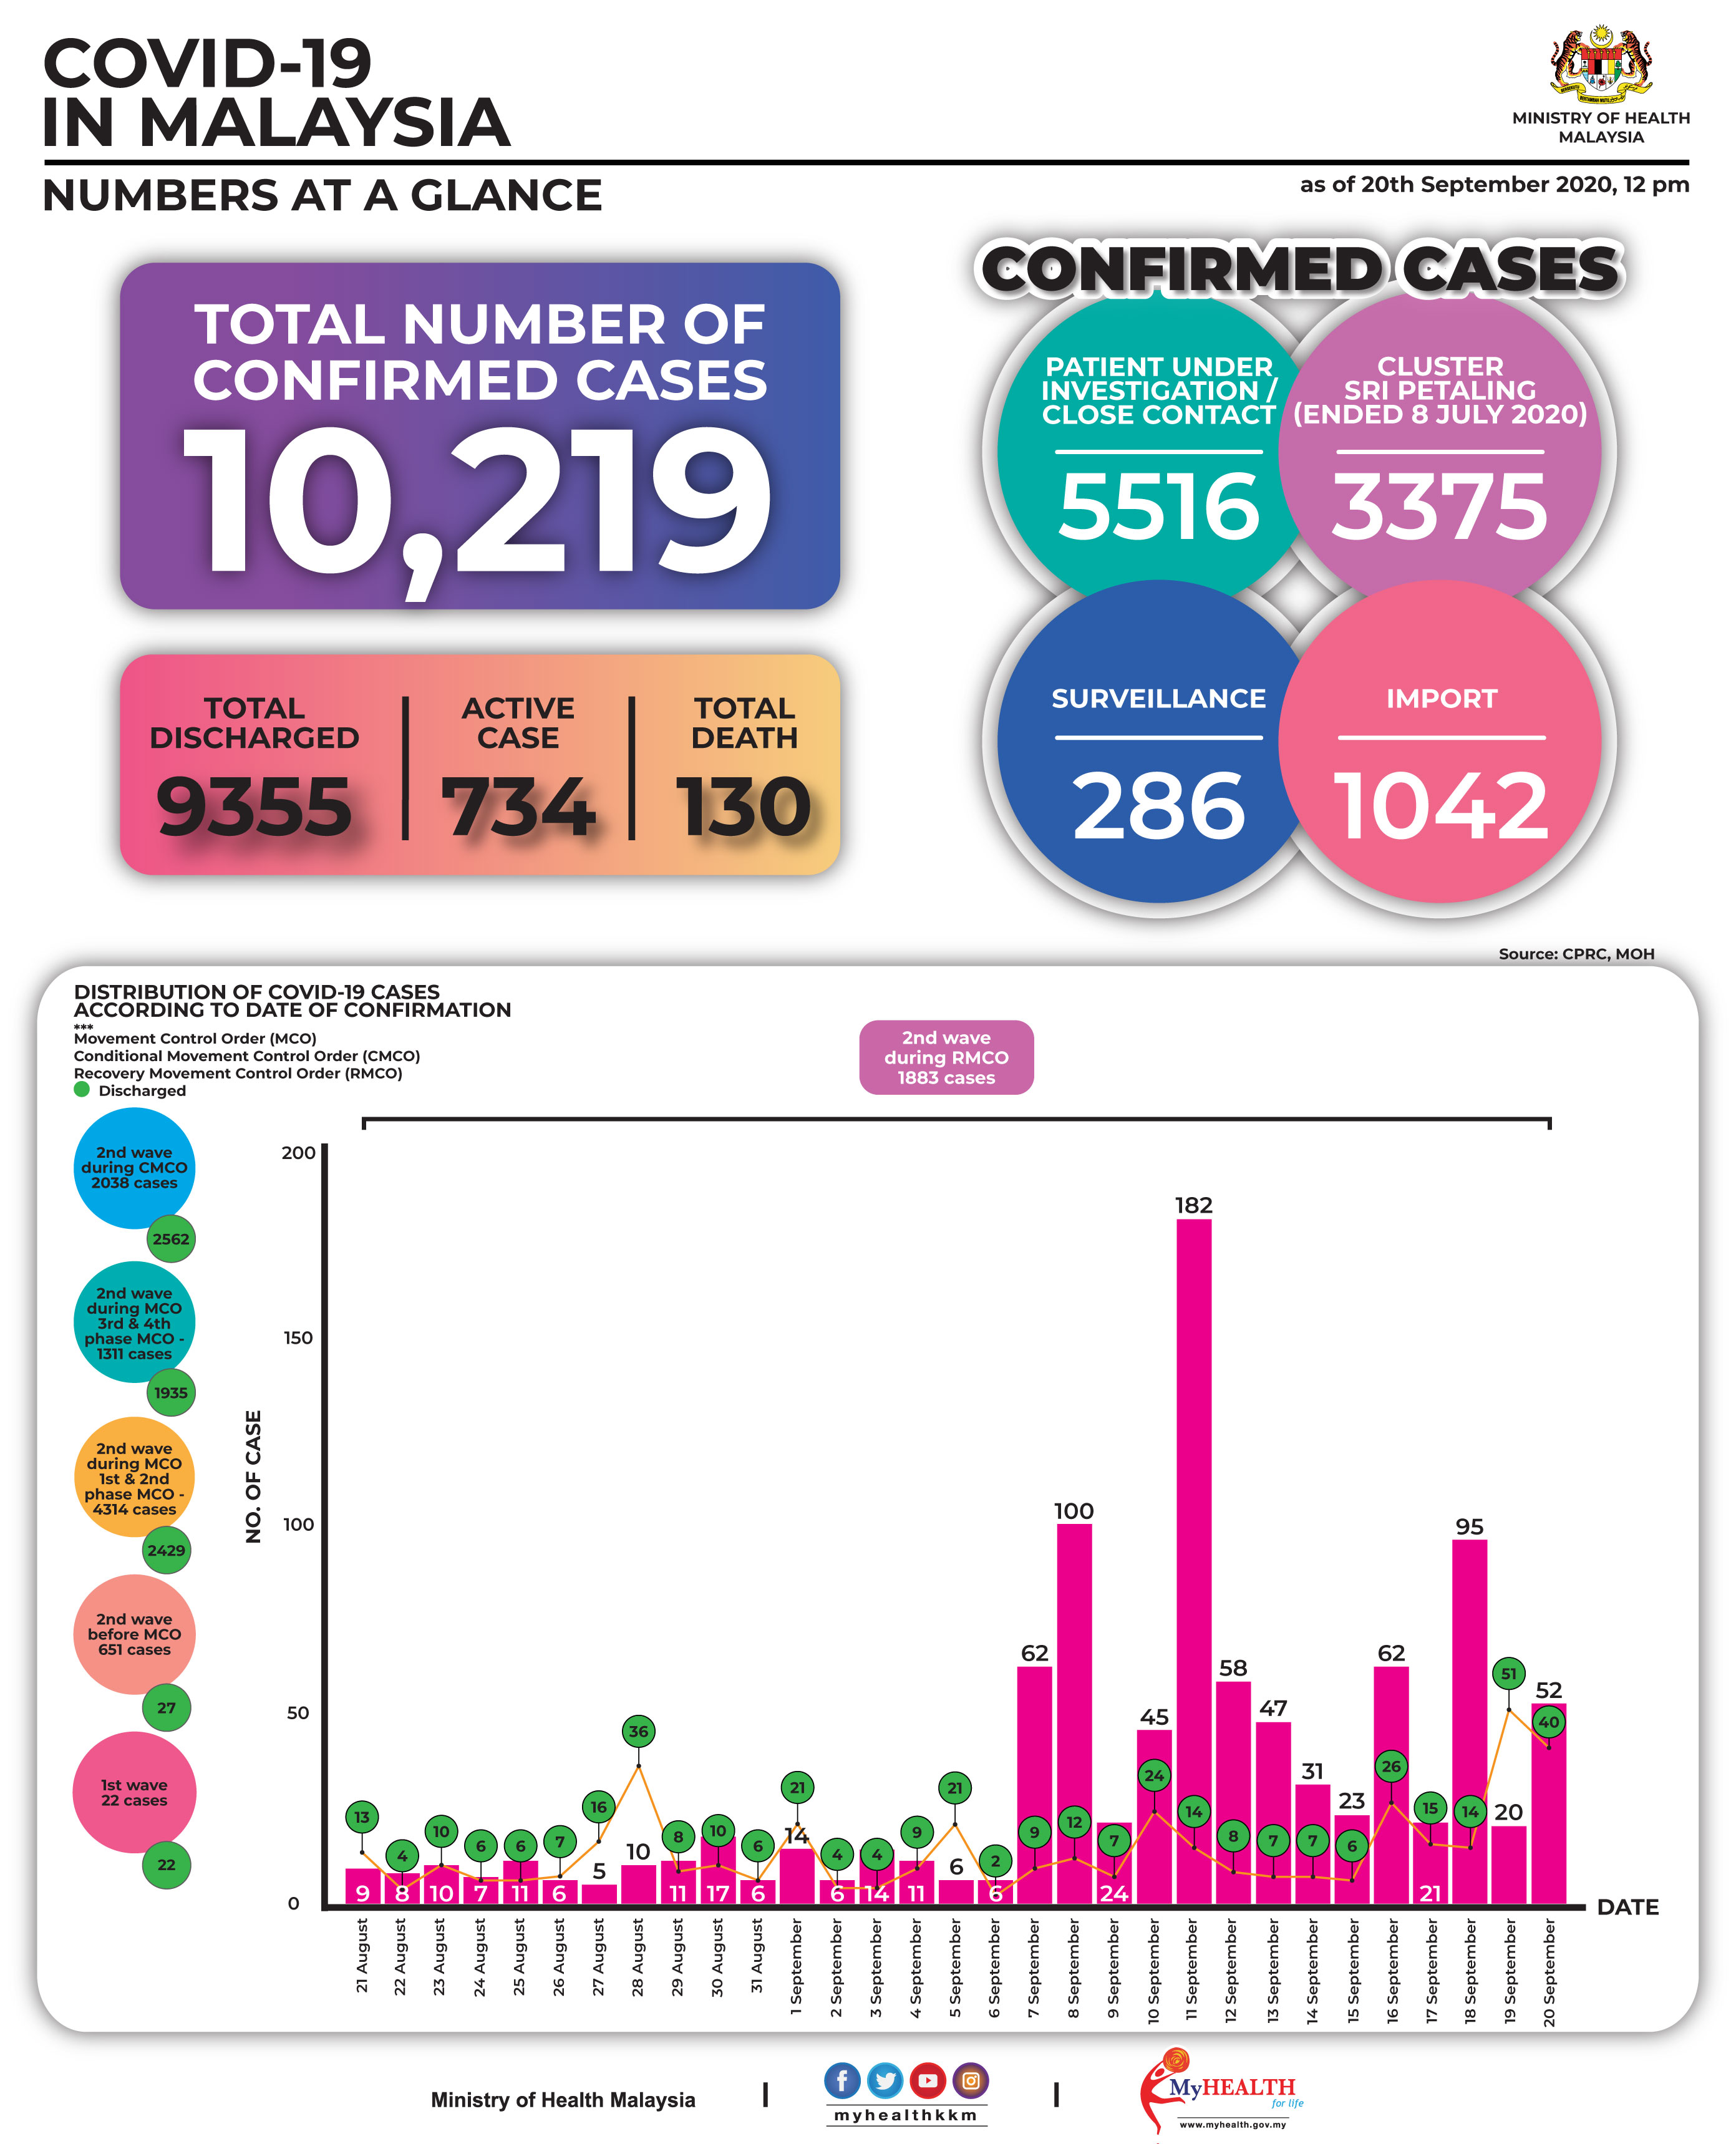 COVID-19
IN MALAYSIA
MINISTRY OF HEALTH
MALAYSIA
NUMBERS AT A GLANCE
as of 20th September 2020, 12 pm
TOTAL NUMBER OF
CONFIRMED CASES
10,219
TOTAL
DISCHARGED
9355
ACTIVE
CASE
734
TOTAL
DEATH
130
CONFIRMED CASES
PATIENT UNDER
INVESTIGATION /
CLOSE CONTACT
5516
CLUSTER
SRI PETALING
(ENDED 8 JULY 2020)
3375
SURVEILLANCE
286
IMPORT
1042
Source: CPRC, MOH
DISTRIBUTION OF COVID-19 CASES
ACCORDING TO DATE OF CONFIRMATION
***
Movement Control Order (MCO)
Conditional Movement Control Order (CMCO)
Recovery Movement Control Order (RMCO)
Discharged
2nd wave
during RMCO
1883 cases
2nd wave
during CMCO
2038 cases
2562
2nd wave
during MCO
3rd & 4th
phase MCO -
1311 cases
1935
2nd wave
during MCO
1st & 2nd
phase MCO -
4314 cases
2429
2nd wave
before MCO
651 cases
27
1st wave
22 cases
22
NO. OF CASE
200
150
100
50
0
13
4
10
6
6
7
16
36
8
10
6
21
4
4
9
21
2
9
12
7
24
14
8
7
7
6
26
15
14
51
40
9
8
10
7
11
6
5
10
11
17
6
14
6
14
11
6
6
62
100
24
45
182
58
47
31
23
62
21
95
20
52
DATE
21 August
22 August
23 August
24 August
25 August
26 August
27 August
28 August
29 August
30 August
31 August
1 September
2 September
3 September
4 September
5 September
6 September
7 September
8 September
9 September
10 September
11 September
12 September
13 September
14 September
15 September
16 September
17 September
18 September
19 September
20 September
Ministry of Health Malaysia
myhealthkkm
MyHEALTH
for life
www.myhealth.gov.my